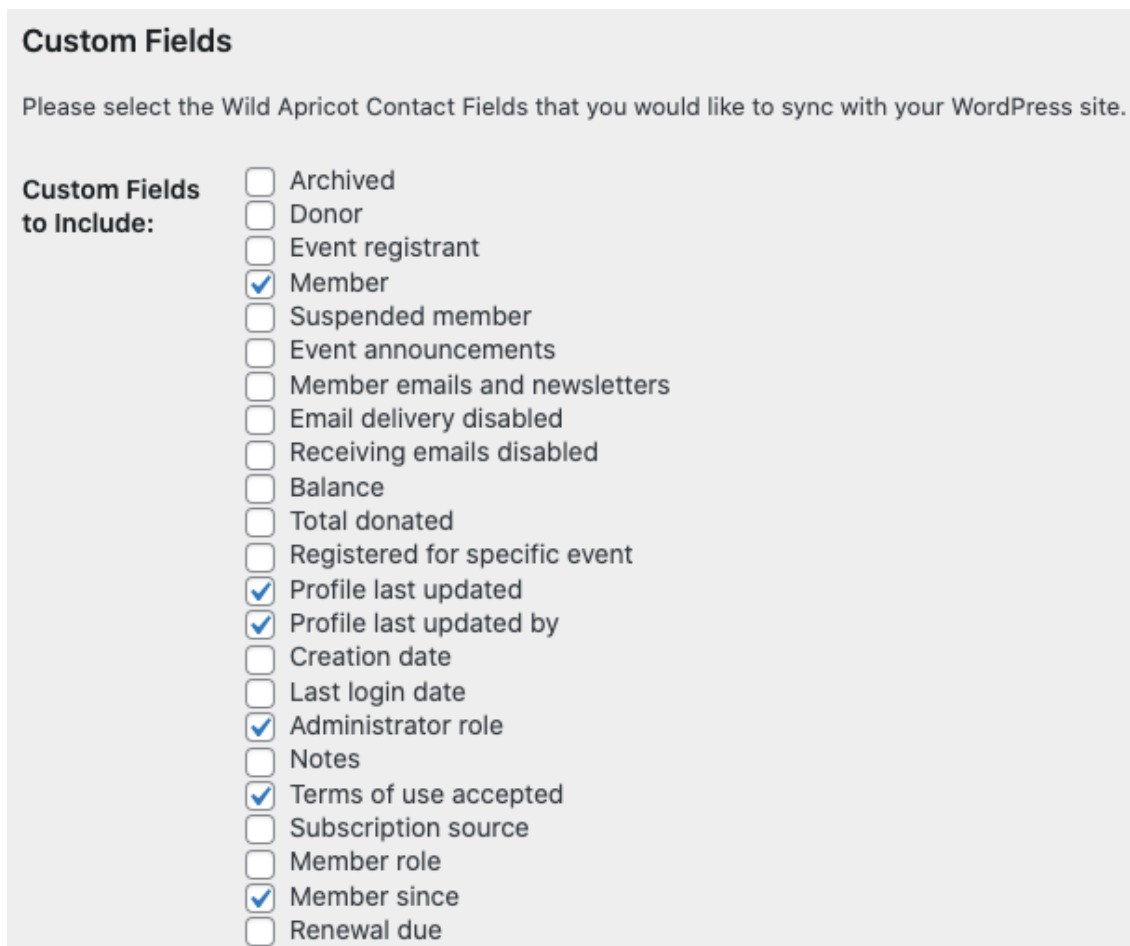 Custom Fields
Please select the Wild Apricot Contact Fields that you would like to sync with your WordPress site.
Custom Fields
to Include:
Archived
Donor
Event registrant
Member
Suspended member
Event announcements
Member emails and newsletters
Email delivery disabled
Receiving emails disabled
Balance
Total donated
Registered for specific event
Profile last updated
Profile last updated by
Creation date
Last login date
Administrator role
Notes
Terms of use accepted
Subscription source
Member role
Member since
Renewal due